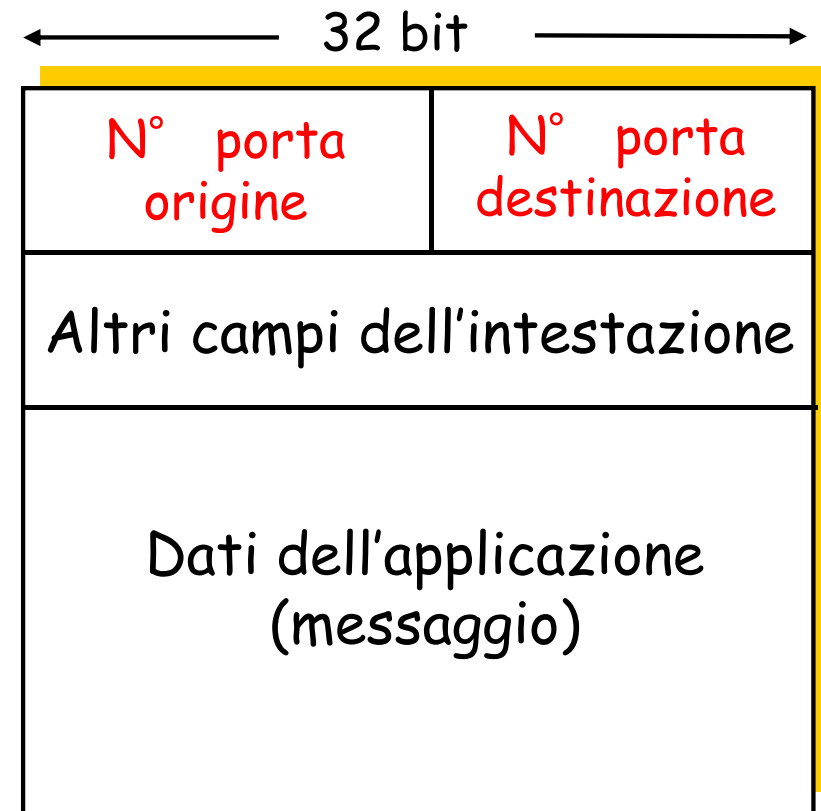 32 bit
N° porta
origine
N° porta
destinazione
Altri campi dell’intestazione
Dati dell’applicazione
(messaggio)